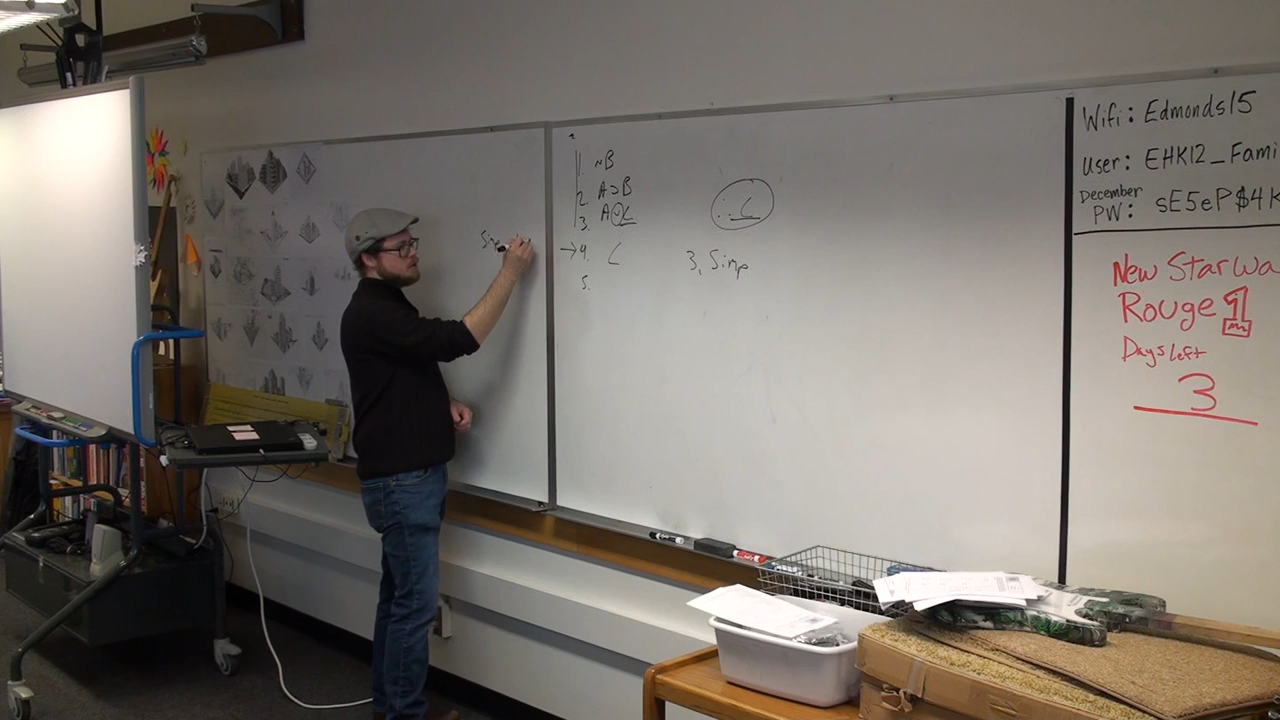 1. ~B
2. A⊃B
3. A⊙C
→4. C
5.
∴ C
3, Simp
Sim
Wifi: Edmonds15
User: EHK12_Fami
December
PW: sE5eP$4K
New Star Wa
Rouge 1
Days Left
3